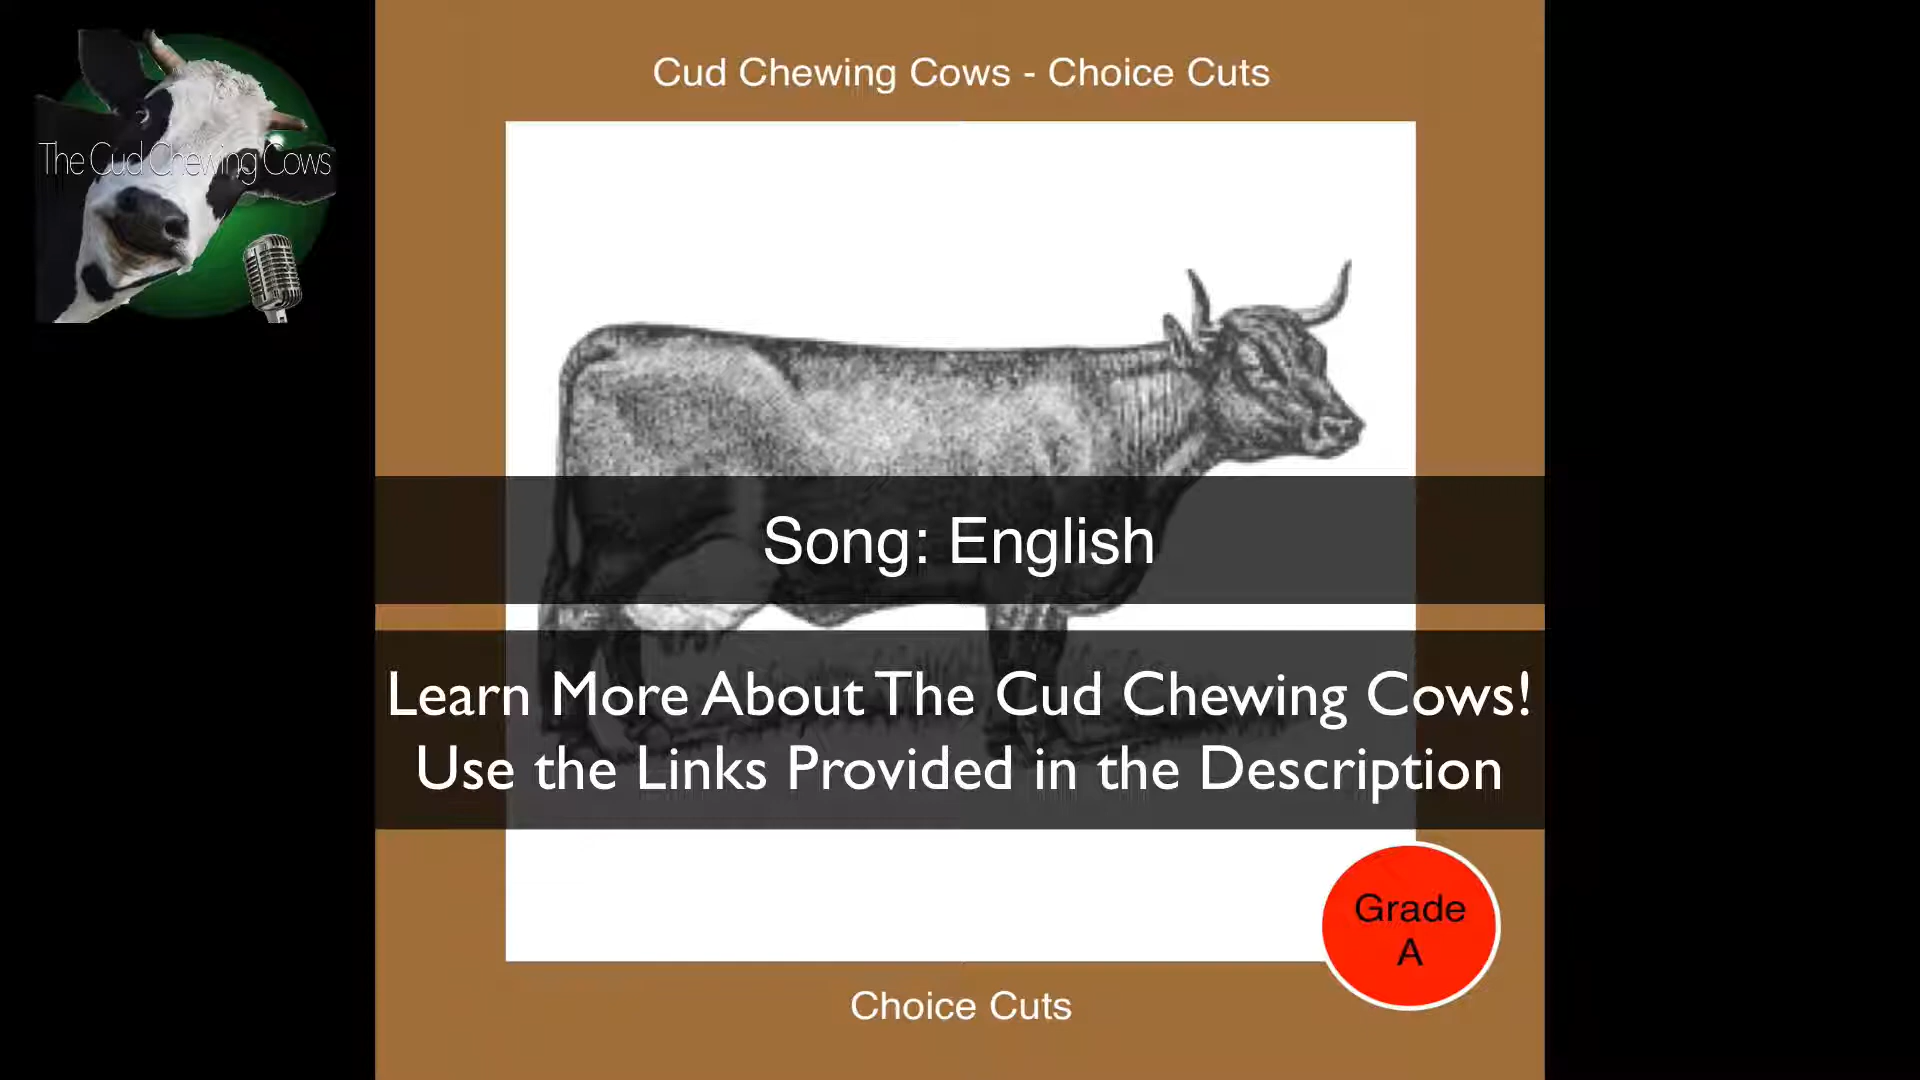 Cud Chewing Cows - Choice Cuts
The Cud Chewing Cows
Song: English
Learn More About The Cud Chewing Cows!
Use the Links Provided in the Description
Grade
A
Choice Cuts